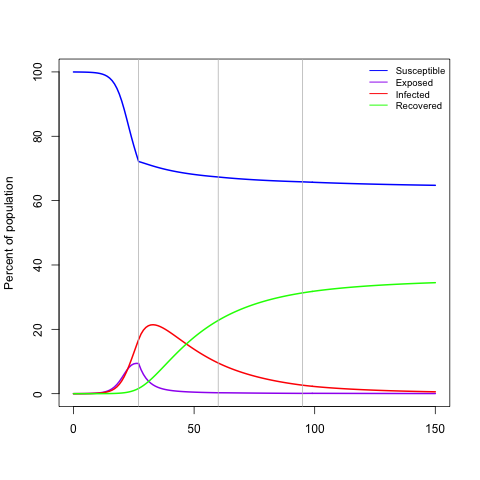 Susceptible
Exposed
Infected
Recovered
Percent of population
100
80
60
40
20
0
0 50 100 150